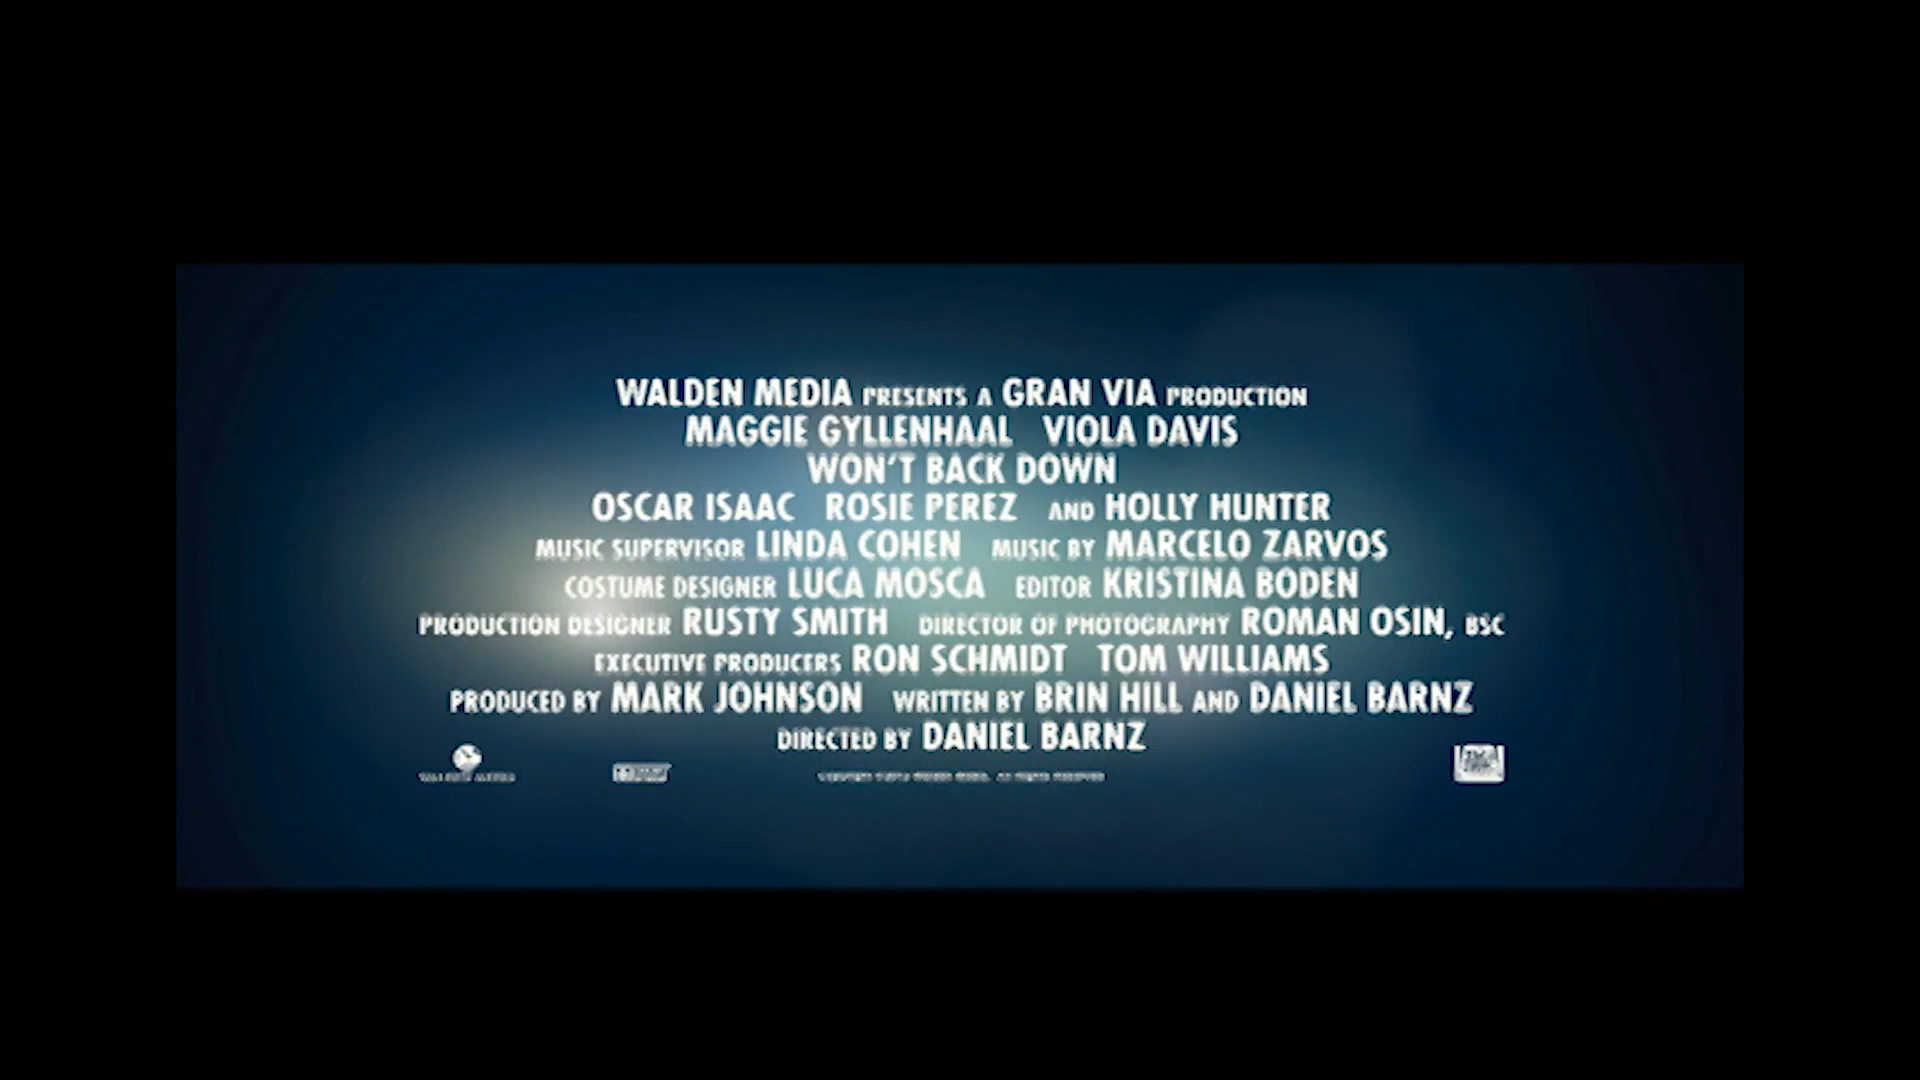 WALDEN MEDIA PRESENTS A GRAN VIA PRODUCTION
MAGGIE GYLLENHAAL VIOLA DAVIS
WON'T BACK DOWN
OSCAR ISAAC ROSIE PEREZ AND HOLLY HUNTER
MUSIC SUPERVISOR LINDA COHEN MUSIC BY MARCELO ZARVOS
COSTUME DESIGNER LUCA MOSCA EDITOR KRISTINA BODEN
PRODUCTION DESIGNER RUSTY SMITH DIRECTOR OF PHOTOGRAPHY ROMAN OSIN, BSC
EXECUTIVE PRODUCERS RON SCHMIDT TOM WILLIAMS
PRODUCED BY MARK JOHNSON WRITTEN BY BRIN HILL AND DANIEL BARNZ
DIRECTED BY DANIEL BARNZ
WALDEN MEDIA